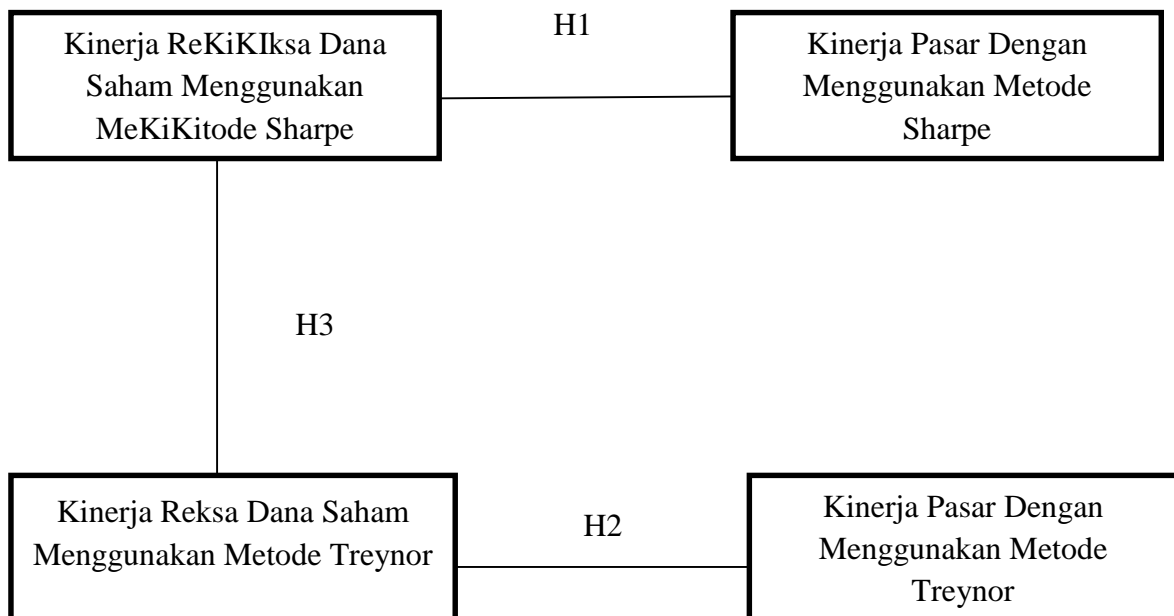 Kinerja ReKiKIksa Dana
Saham Menggunakan
MeKiKitode Sharpe
H1
Kinerja Pasar Dengan
Menggunakan Metode
Sharpe
H3
Kinerja Reksa Dana Saham
Menggunakan Metode Treynor
H2
Kinerja Pasar Dengan
Menggunakan Metode
Treynor